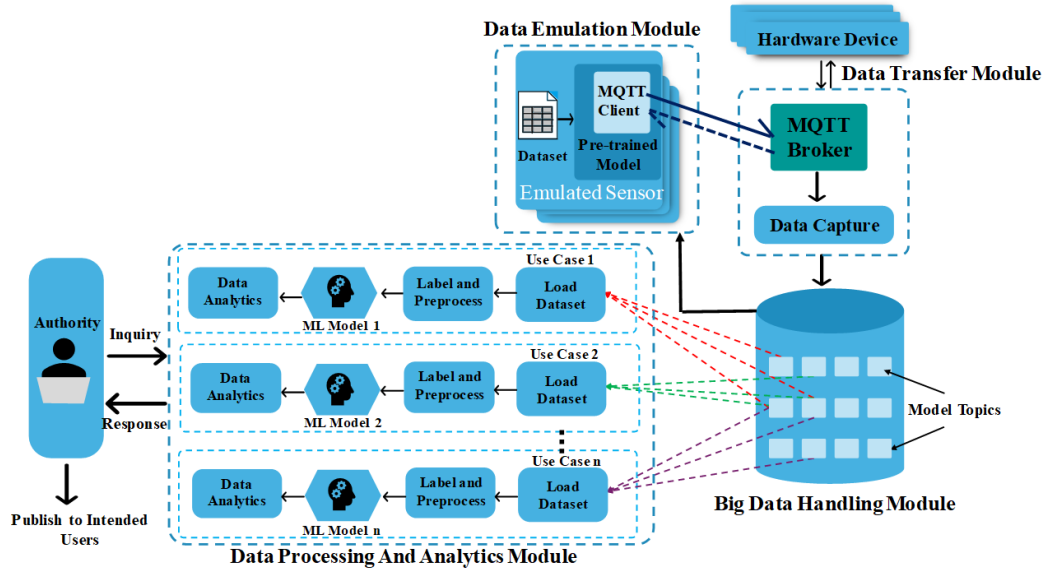 Data Emulation Module
Hardware Device
Data Transfer Module
MQTT
Client
Dataset
Pre-trained
Model
Emulated Sensor
MQTT
Broker
Data Capture
Authority
Inquiry
Response
Publish to Intended
Users
Use Case 1
Data
Analytics
ML Model 1
Label and
Preprocess
Load
Dataset
Use Case 2
Data
Analytics
ML Model 2
Label and
Preprocess
Load
Dataset
Use Case n
Data
Analytics
ML Model n
Label and
Preprocess
Load
Dataset
Data Processing And Analytics Module
Model Topics
Big Data Handling Module